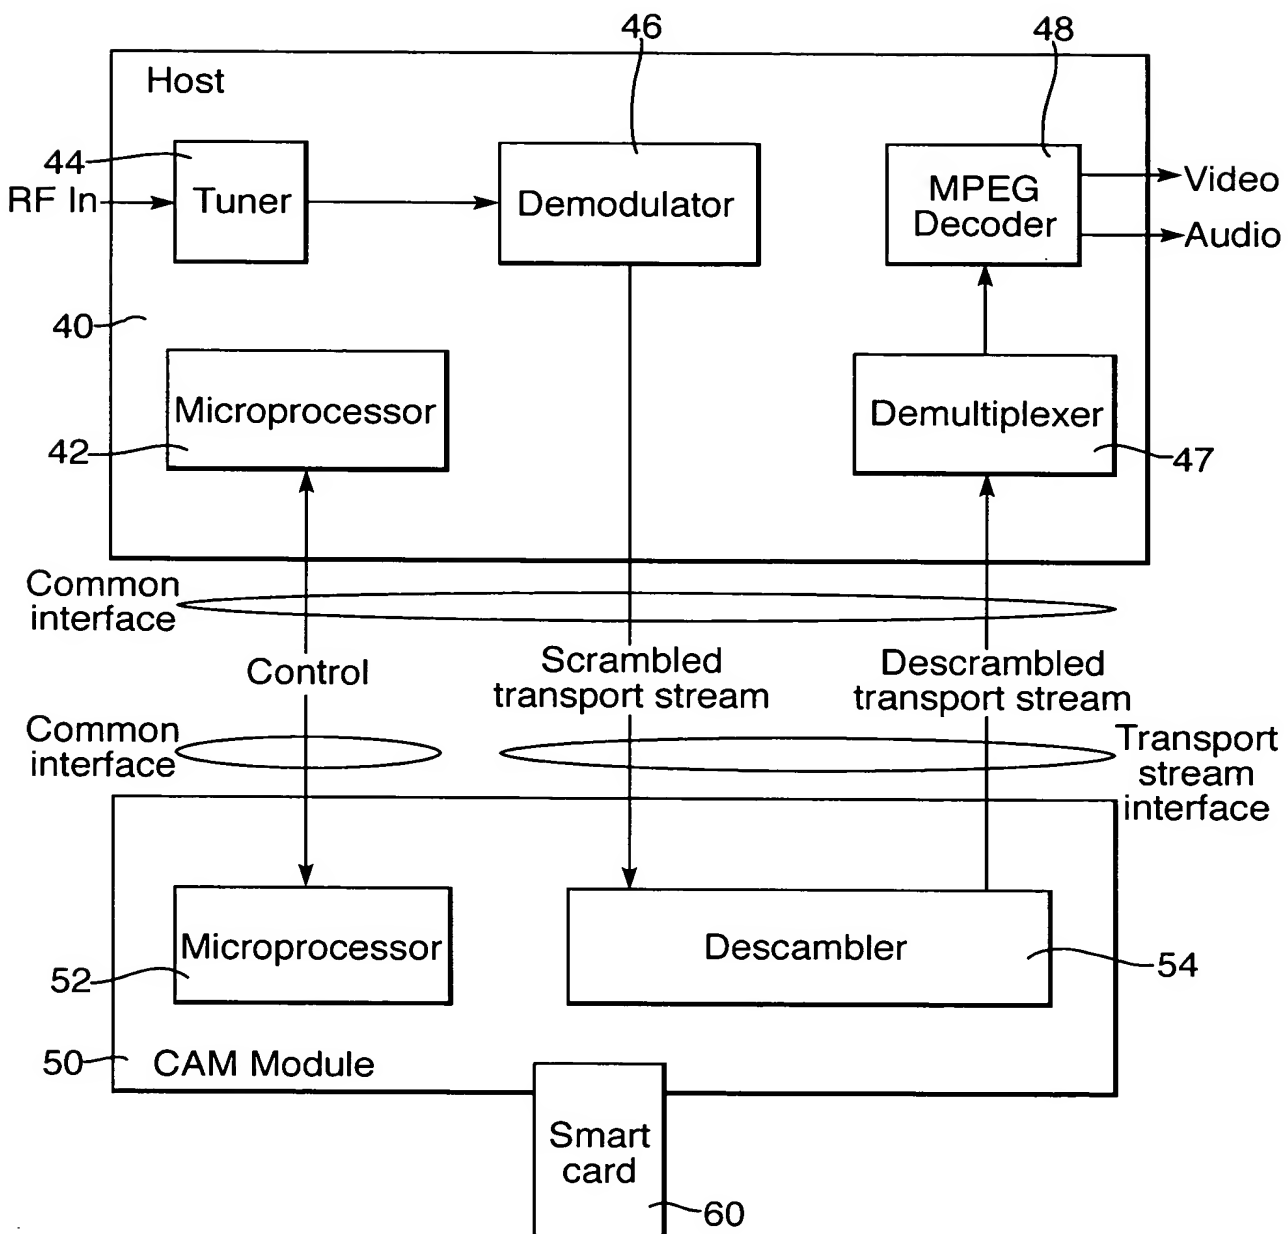 46
48
Host
44
RF In
Tuner
Demodulator
MPEG
Decoder
Video
Audio
40
Microprocessor
42
Demultiplexer
47
Common
interface
Control
Scrambled
transport stream
Descrambled
transport stream
Common
interface
Transport
stream
interface
Microprocessor
52
Descambler
54
50
CAM Module
Smart
card
60